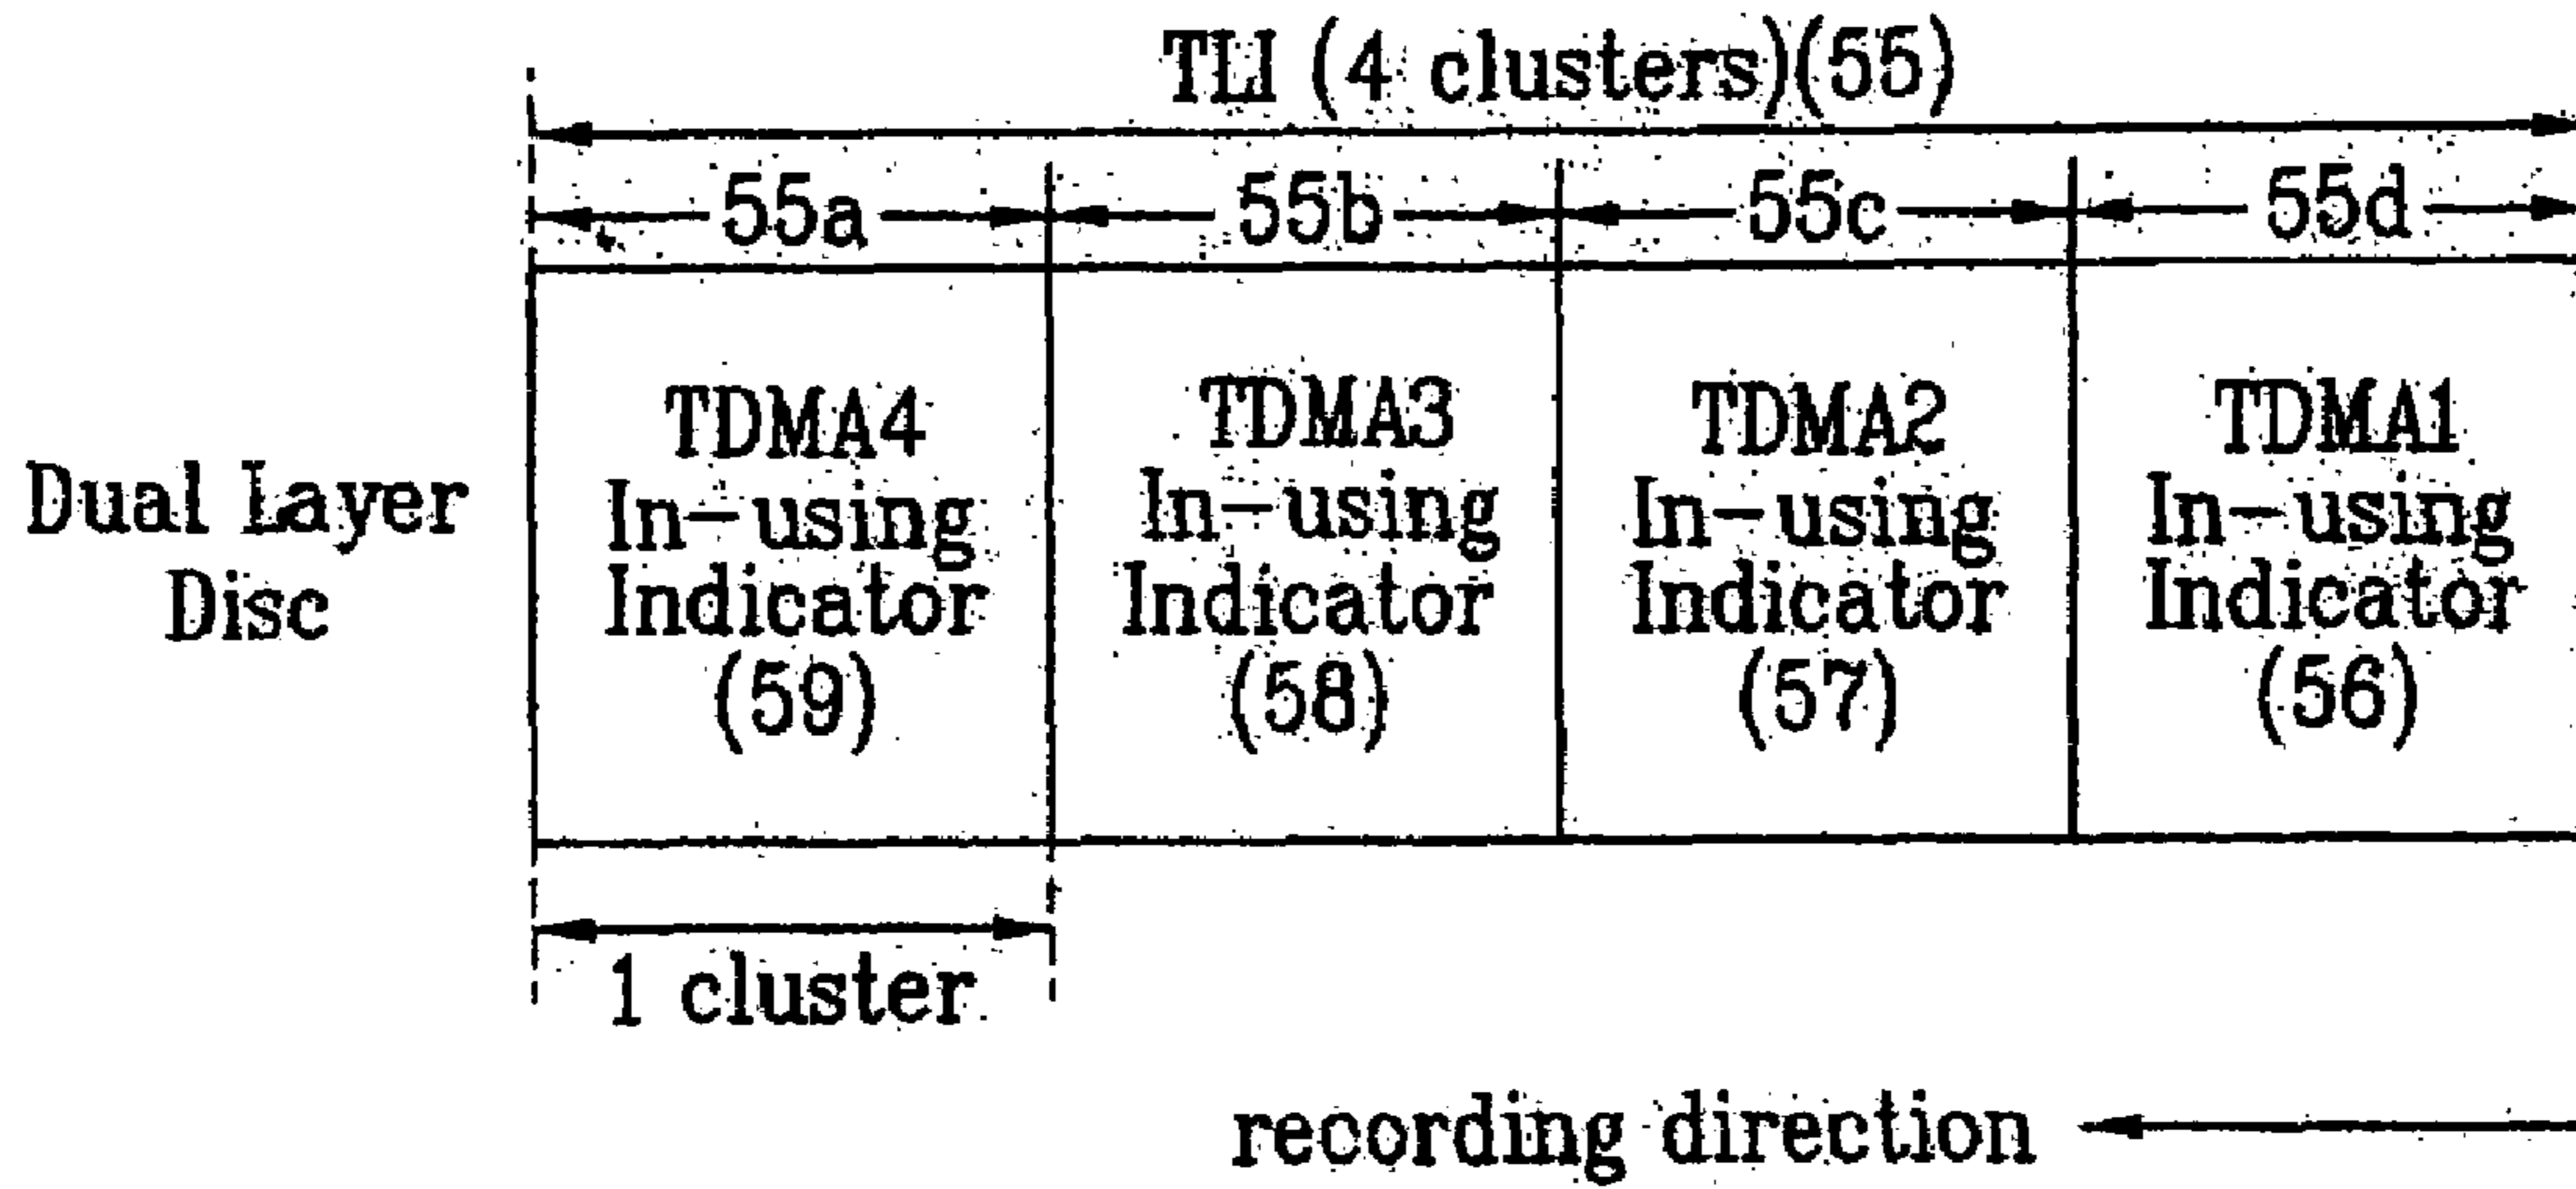 TLI (4 clusters)(55)
55a 55b 55c 55d
Dual Layer
Disc
TDMA4
In-using
Indicator
(59)
TDMA3
In-using
Indicator
(58)
TDMA2
In-using
Indicator
(57)
TDMA1
In-using
Indicator
(56)
1 cluster
recording direction